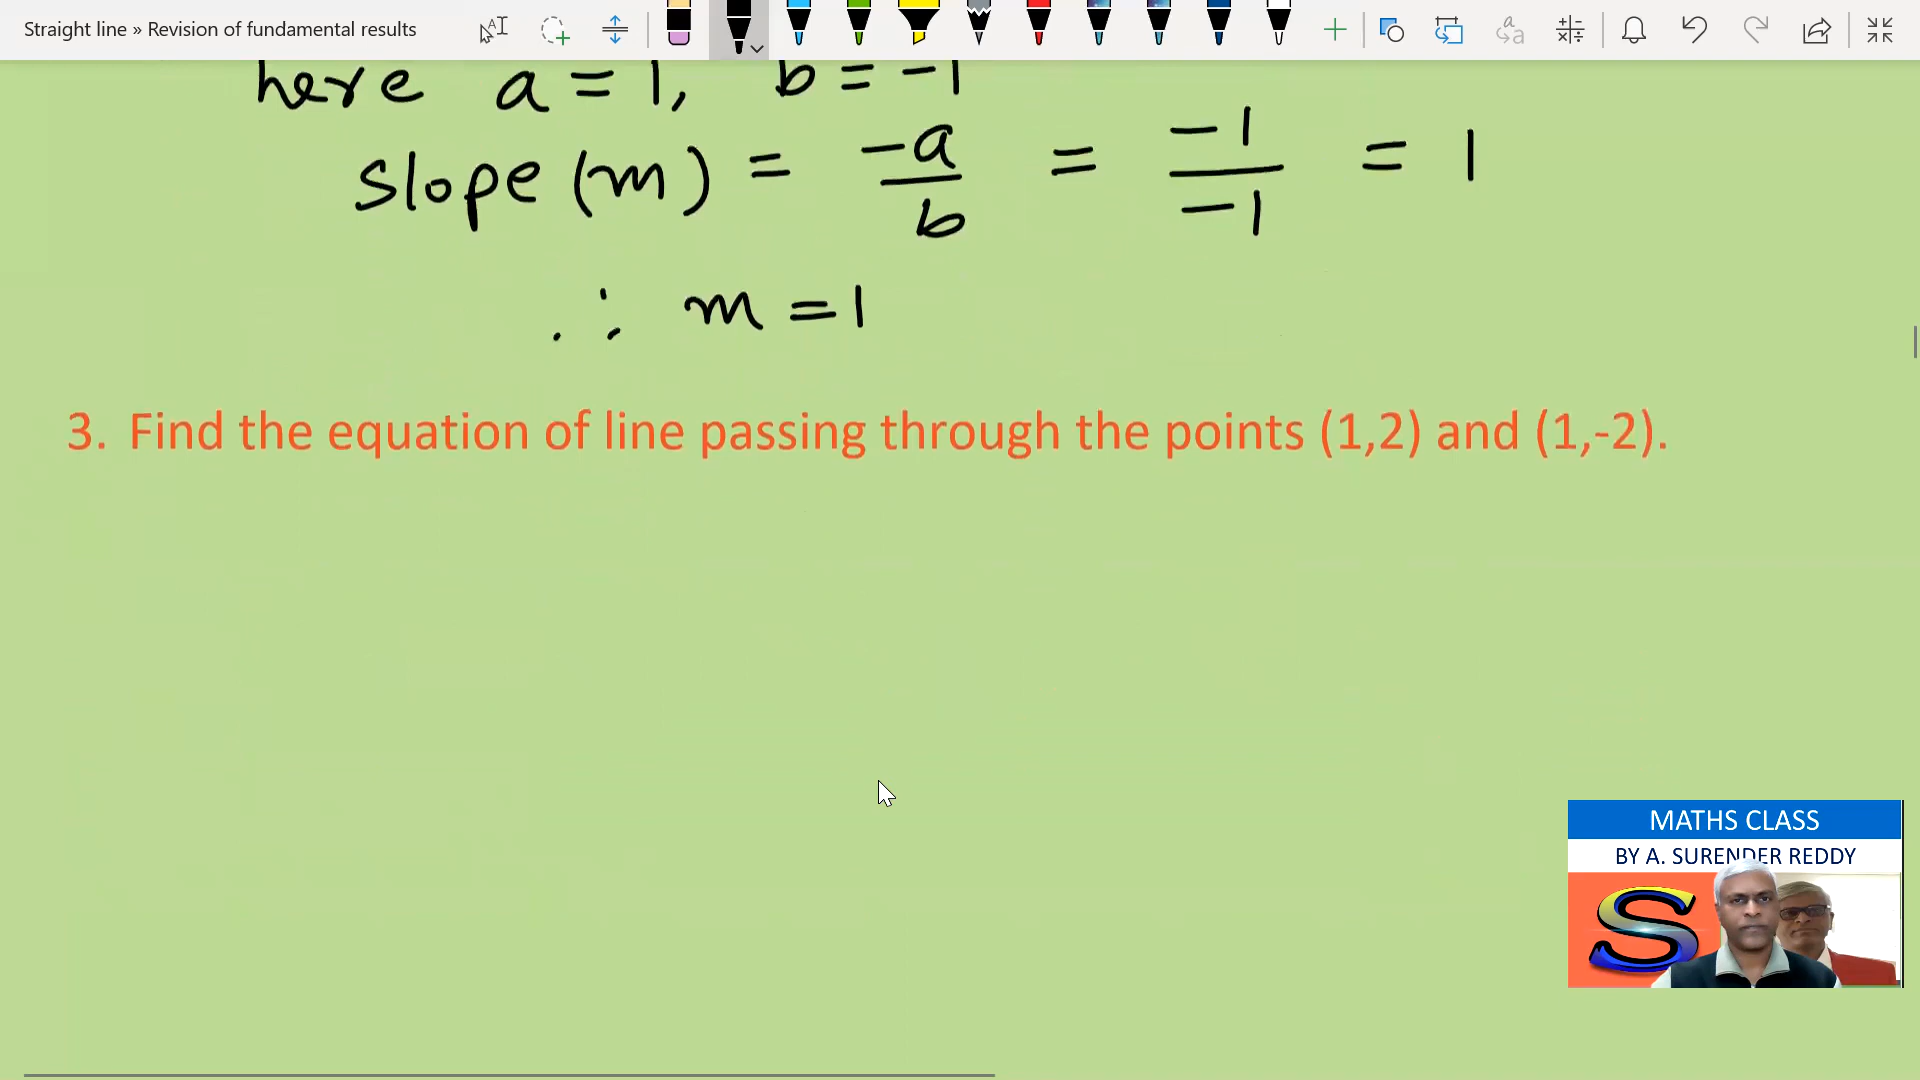 Straight line » Revision of fundamental results
here a = 1, b = -1
slope (m) = -a/b = -1/-1 = 1
∴ m = 1
3. Find the equation of line passing through the points (1,2) and (1,-2).
MATHS CLASS
BY A. SURENDER REDDY
S